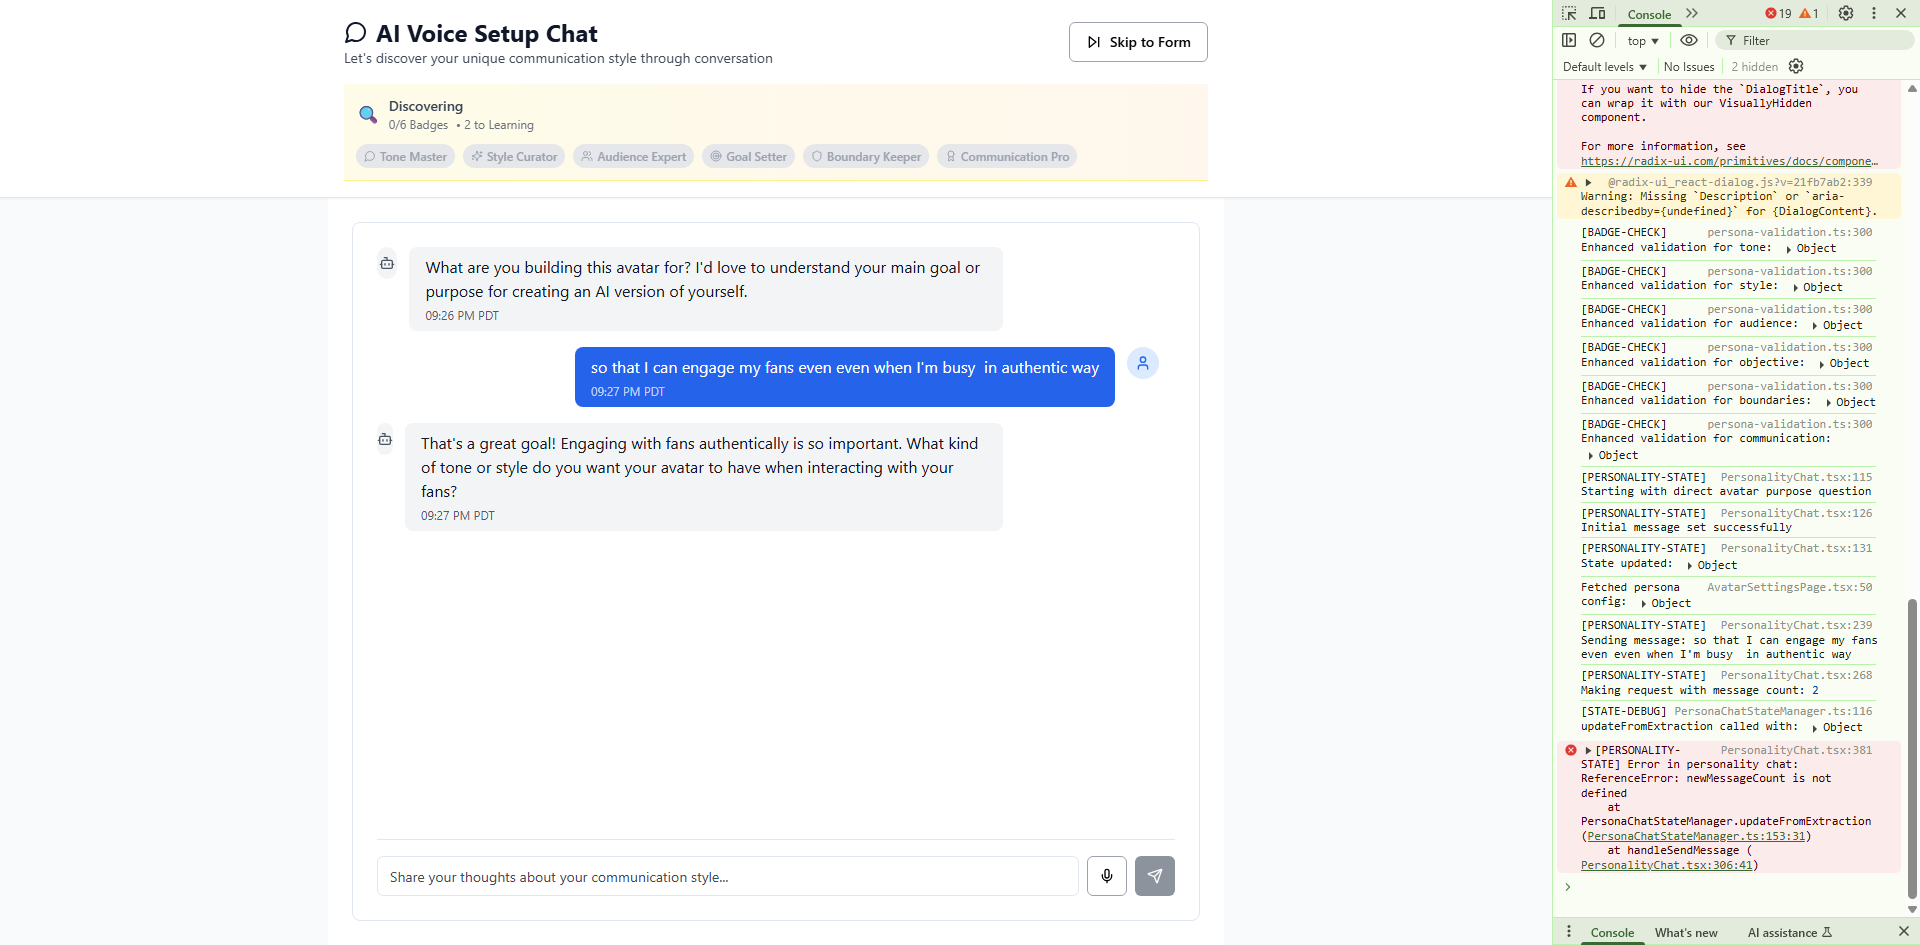 AI Voice Setup Chat
Let's discover your unique communication style through conversation
Skip to Form
Discovering
0/6 Badges • 2 to Learning
Tone Master
Style Curator
Audience Expert
Goal Setter
Boundary Keeper
Communication Pro
What are you building this avatar for? I'd love to understand your main goal or
purpose for creating an AI version of yourself.
09:26 PM PDT
so that I can engage my fans even even when I'm busy  in authentic way
09:27 PM PDT
That's a great goal! Engaging with fans authentically is so important. What kind
of tone or style do you want your avatar to have when interacting with your
fans?
09:27 PM PDT
Share your thoughts about your communication style...
Console
19
1
top
Filter
Default levels
No Issues
2 hidden
If you want to hide the `DialogTitle`, you
can wrap it with our VisuallyHidden
component.
For more information, see
https://radix-ui.com/primitives/docs/compone…
@radix-ui_react-dialog.js?v=21fb7ab2:339
Warning: Missing `Description` or `aria-
describedby={undefined}` for {DialogContent}.
[BADGE-CHECK] persona-validation.ts:300
Enhanced validation for tone: Object
[BADGE-CHECK] persona-validation.ts:300
Enhanced validation for style: Object
[BADGE-CHECK] persona-validation.ts:300
Enhanced validation for audience: Object
[BADGE-CHECK] persona-validation.ts:300
Enhanced validation for objective: Object
[BADGE-CHECK] persona-validation.ts:300
Enhanced validation for boundaries: Object
[BADGE-CHECK] persona-validation.ts:300
Enhanced validation for communication:
Object
[PERSONALITY-STATE] PersonalityChat.tsx:115
Starting with direct avatar purpose question
[PERSONALITY-STATE] PersonalityChat.tsx:126
Initial message set successfully
[PERSONALITY-STATE] PersonalityChat.tsx:131
State updated: Object
Fetched persona AvatarSettingsPage.tsx:50
config: Object
[PERSONALITY-STATE] PersonalityChat.tsx:239
Sending message: so that I can engage my fans
even even when I'm busy  in authentic way
[PERSONALITY-STATE] PersonalityChat.tsx:268
Making request with message count: 2
[STATE-DEBUG] PersonaChatStateManager.ts:116
updateFromExtraction called with: Object
[PERSONALITY- PersonalityChat.tsx:381
STATE] Error in personality chat:
ReferenceError: newMessageCount is not
defined
at
PersonaChatStateManager.updateFromExtraction
(PersonaChatStateManager.ts:153:31)
at handleSendMessage (
PersonalityChat.tsx:306:41)
Console
What's new
AI assistance